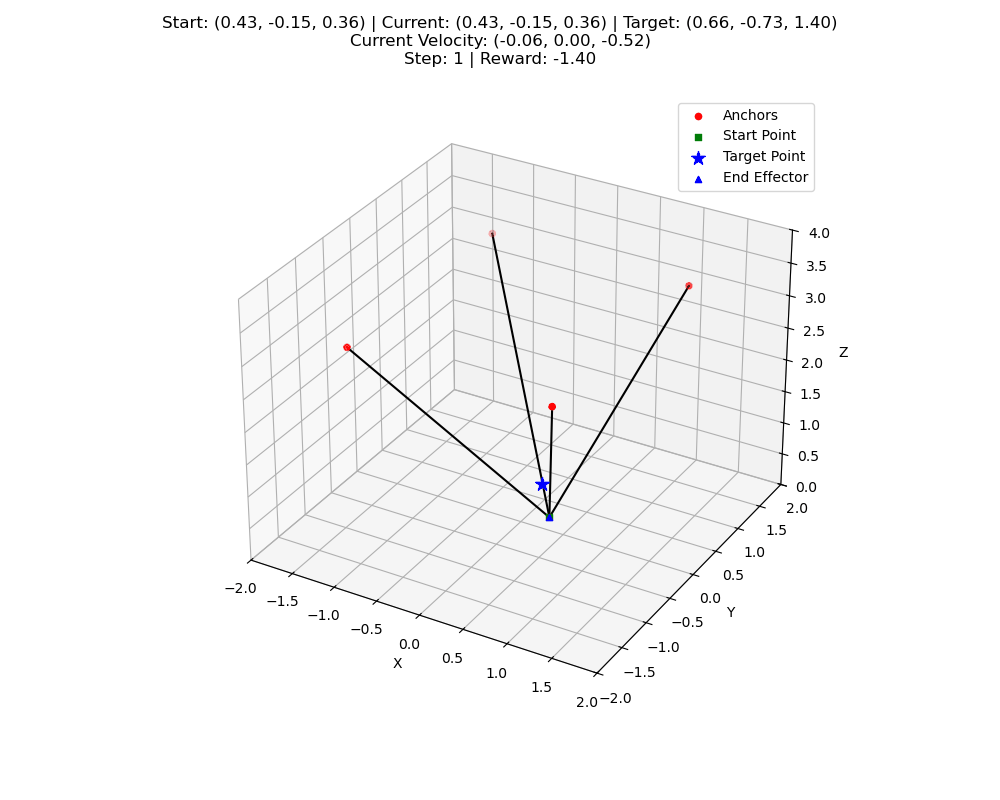 Start: (0.43, -0.15, 0.36) | Current: (0.43, -0.15, 0.36) | Target: (0.66, -0.73, 1.40)
Current Velocity: (-0.06, 0.00, -0.52)
Step: 1 | Reward: -1.40
Anchors
Start Point
Target Point
End Effector
4.0
3.5
3.0
2.5
2.0
1.5
1.0
0.5
0.0
Z
2.0
1.5
1.0
0.5
0.0
−0.5
−1.0
−1.5
−2.0
Y
−2.0
−1.5
−1.0
−0.5
0.0
0.5
1.0
1.5
2.0
X